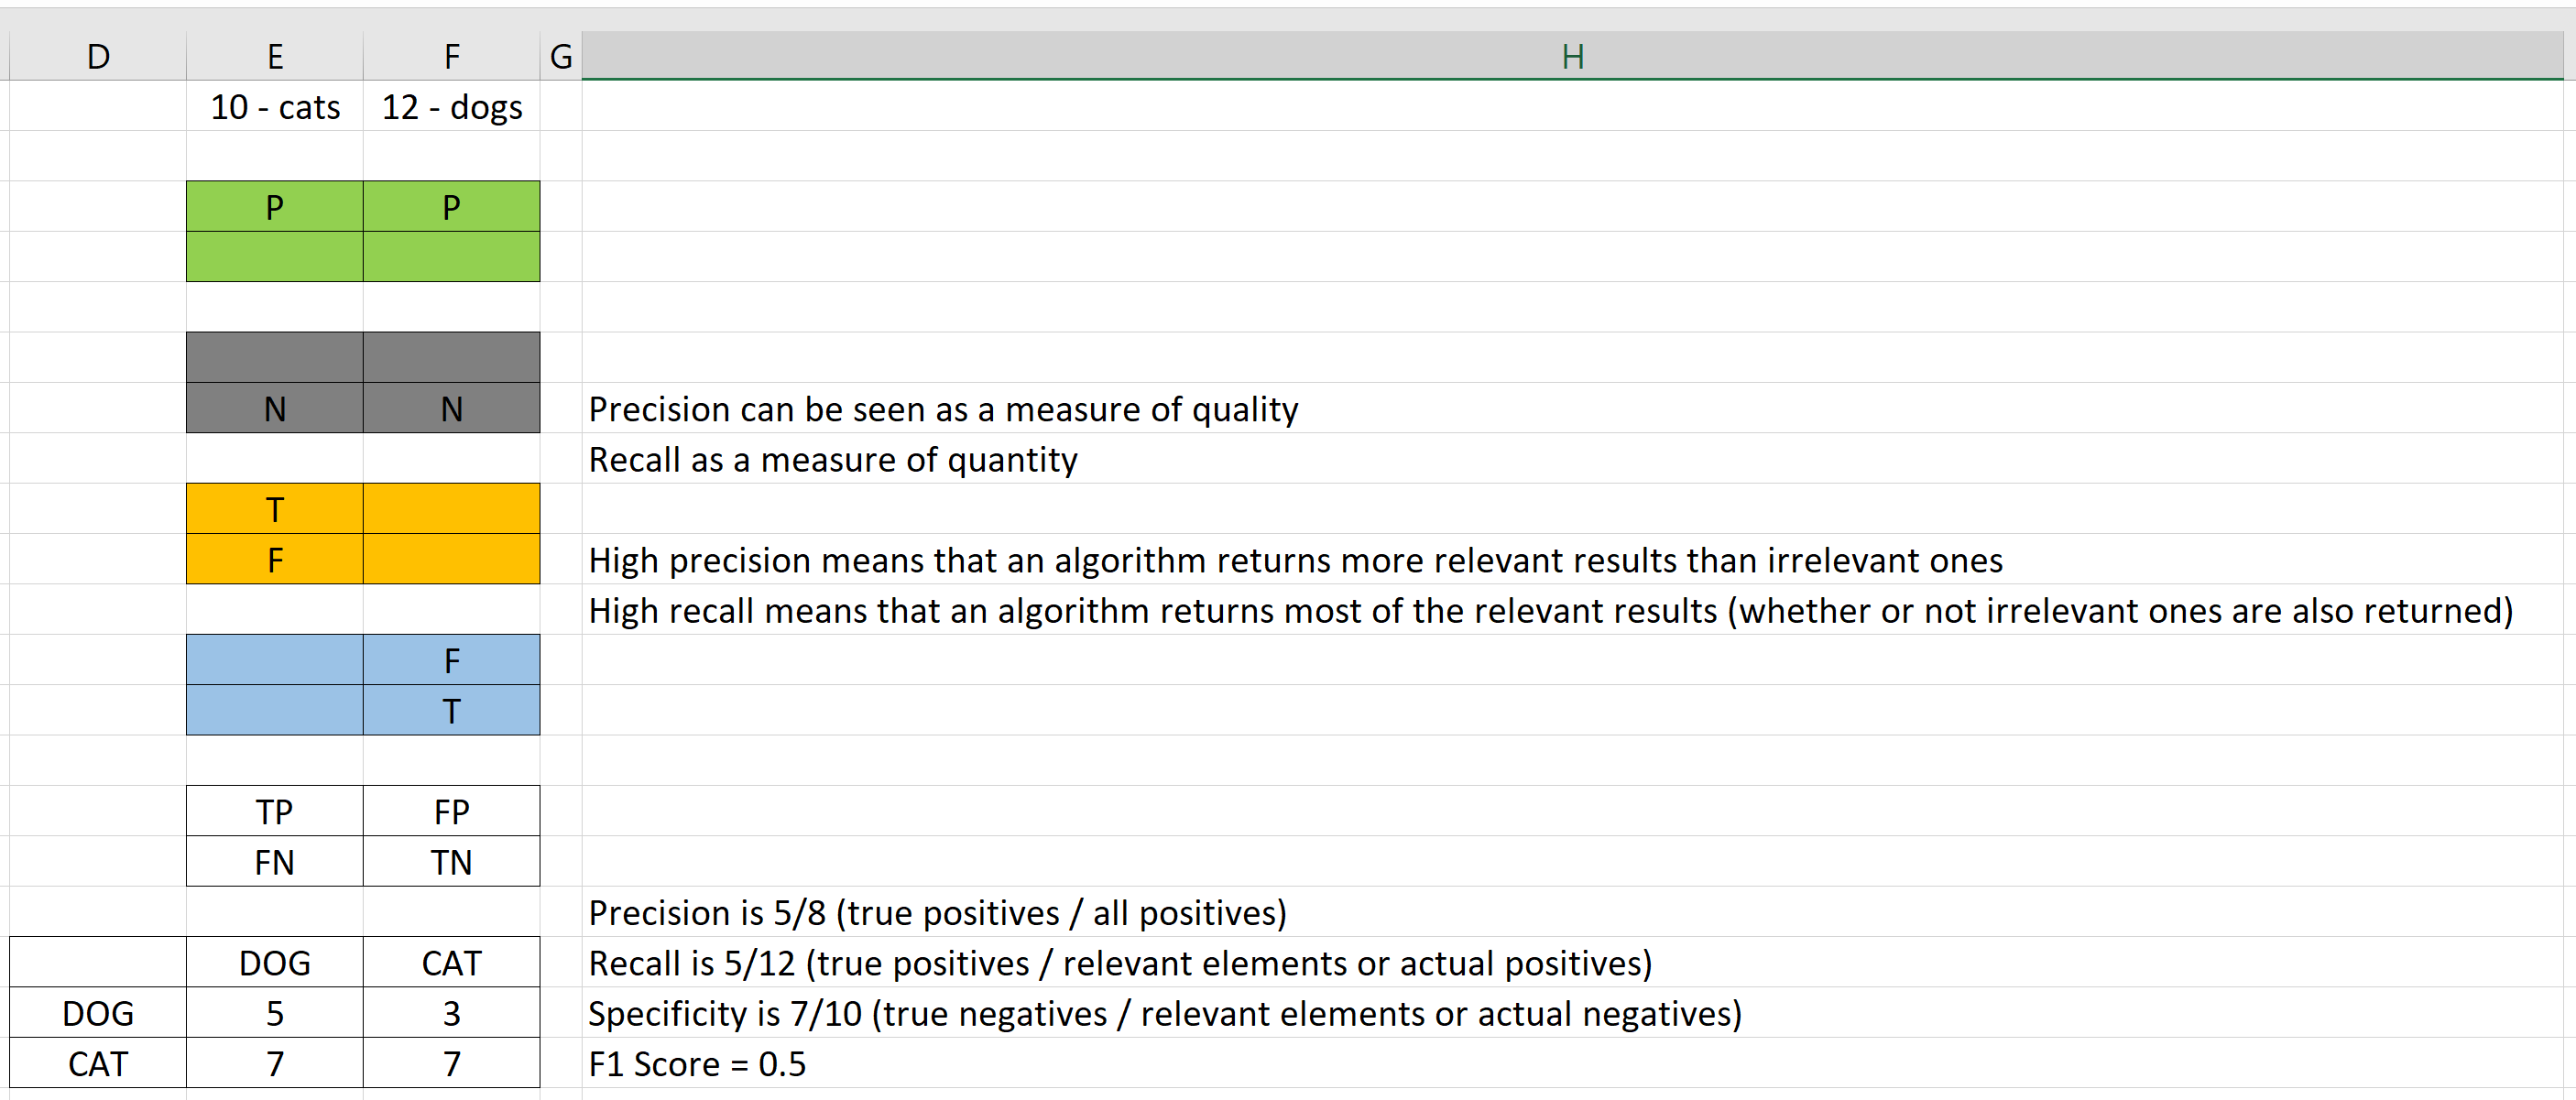 D E F G H
10 - cats 12 - dogs
P P
N N Precision can be seen as a measure of quality
Recall as a measure of quantity
T
F High precision means that an algorithm returns more relevant results than irrelevant ones
High recall means that an algorithm returns most of the relevant results (whether or not irrelevant ones are also returned)
F
T
TP FP
FN TN
Precision is 5/8 (true positives / all positives)
DOG CAT Recall is 5/12 (true positives / relevant elements or actual positives)
DOG 5 3 Specificity is 7/10 (true negatives / relevant elements or actual negatives)
CAT 7 7 F1 Score = 0.5